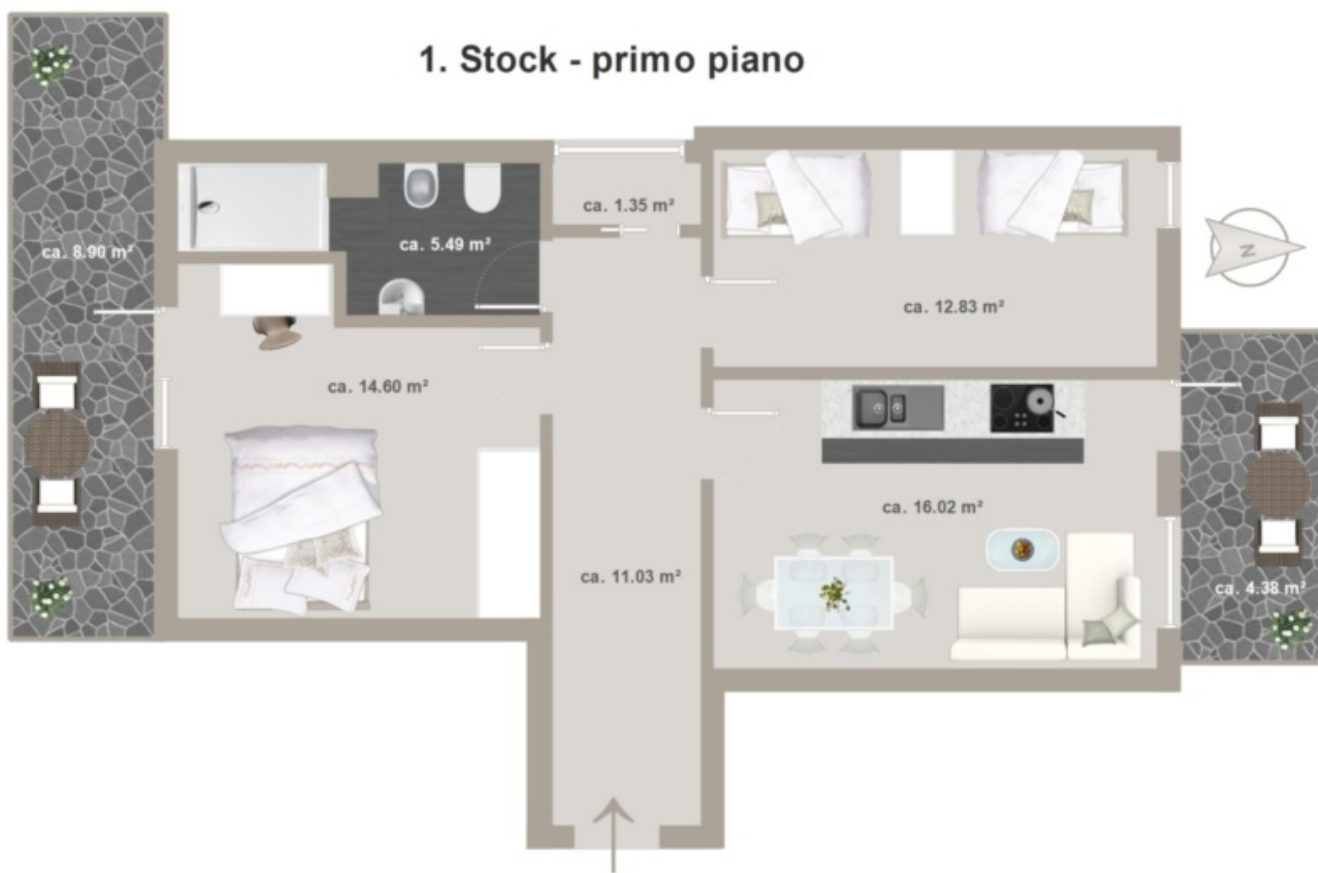 1. Stock - primo piano
ca. 1.35 m²
ca. 5.49 m²
ca. 8.90 m²
N
ca. 12.83 m²
ca. 14.60 m²
ca. 16.02 m²
ca. 11.03 m²
ca. 4.38 m²